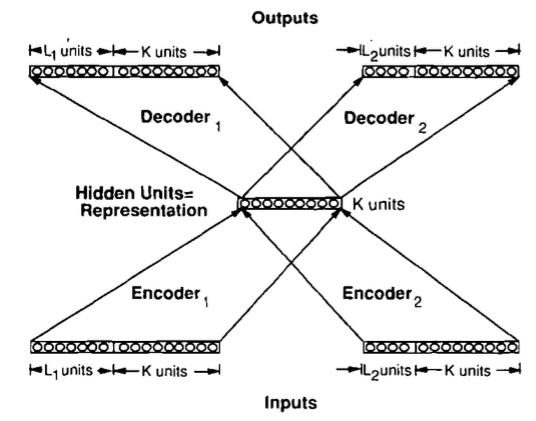 Outputs
L1 units K units L2 units K units
Decoder 1 Decoder 2
Hidden Units=
Representation K units
Encoder 1 Encoder 2
L1 units K units L2 units K units
Inputs